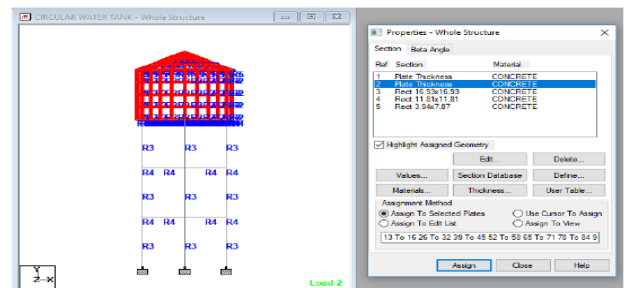 CIRCULAR WATER TANK - Whole Structure
R3 R3 R3
R4 R4 R4 R4
R3 R3 R3
R4 R4 R4 R4
R3 R3 R3
Y
Z X
Load 2
Properties - Whole Structure
Section Beta Angle
Ref Section Material
1 Plate Thickness CONCRETE
2 Plate Thickness CONCRETE
3 Rect 16.93x16.93 CONCRETE
4 Rect 11.81x11.81 CONCRETE
5 Rect 3.94x7.87 CONCRETE
Highlight Assigned Geometry
Edit... Delete...
Values... Section Database Define...
Materials... Thickness... User Table...
Assignment Method
Assign To Selected Plates Use Cursor To Assign
Assign To Edit List Assign To View
13 To 16 26 To 32 39 To 45 52 To 58 65 To 71 78 To 84 9
Assign Close Help